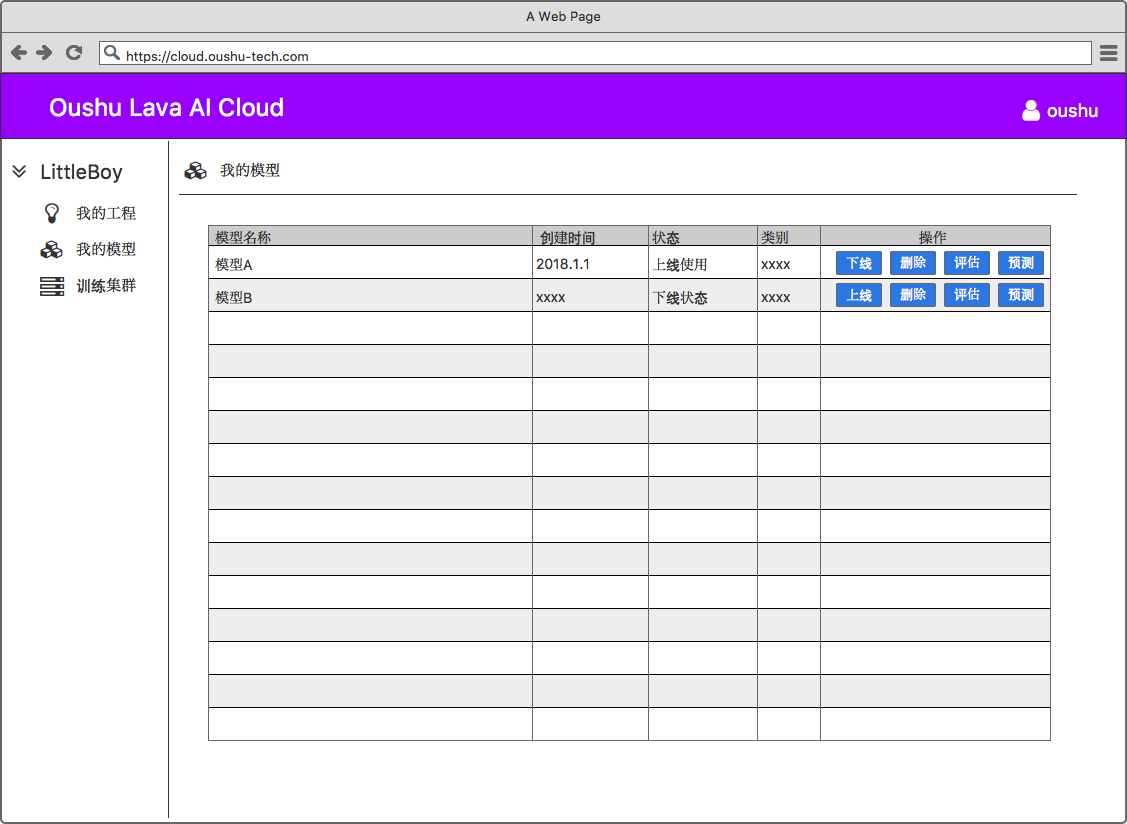 A Web Page
https://cloud.oushu-tech.com
Oushu Lava AI Cloud
oushu
LittleBoy
我的工程
我的模型
训练集群
我的模型
模型名称 创建时间 状态 类别 操作
模型A 2018.1.1 上线使用 xxxx 下线 删除 评估 预测
模型B xxxx 下线状态 xxxx 上线 删除 评估 预测